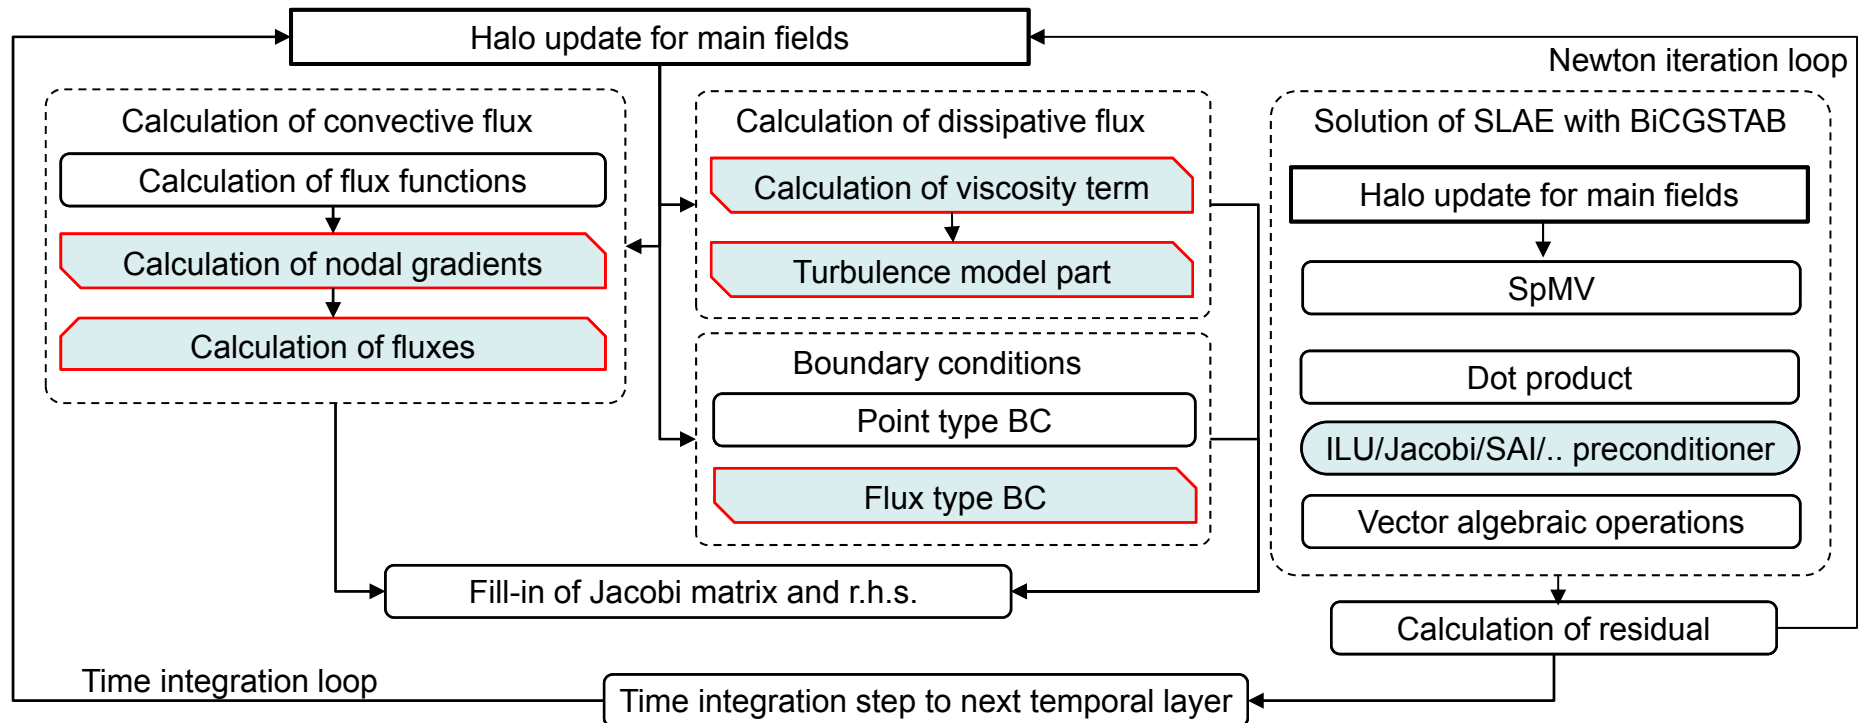 Halo update for main fields
Newton iteration loop
Calculation of convective flux
Calculation of flux functions
Calculation of nodal gradients
Calculation of fluxes
Calculation of dissipative flux
Calculation of viscosity term
Turbulence model part
Boundary conditions
Point type BC
Flux type BC
Solution of SLAE with BiCGSTAB
Halo update for main fields
SpMV
Dot product
ILU/Jacobi/SAI/.. preconditioner
Vector algebraic operations
Fill-in of Jacobi matrix and r.h.s.
Calculation of residual
Time integration loop
Time integration step to next temporal layer